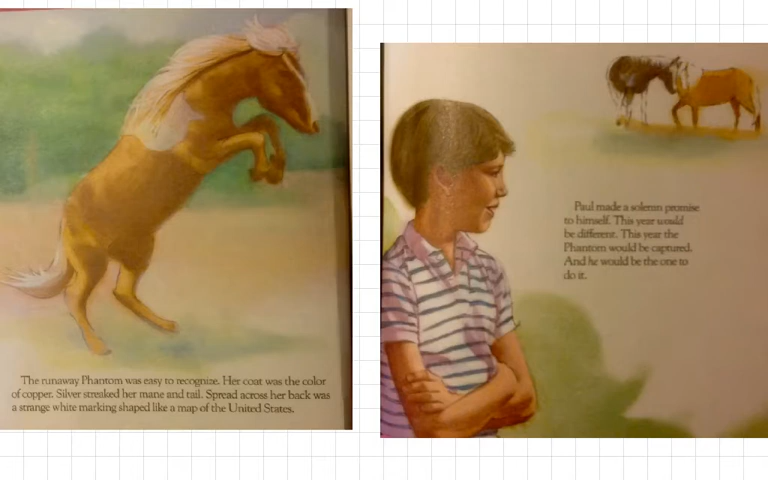 The runaway Phantom was easy to recognize. Her coat was the color
of copper. Silver streaked her mane and tail. Spread across her back was
a strange white marking shaped like a map of the United States.
Paul made a solemn promise
to himself. This year would
be different. This year the
Phantom would be captured.
And he would be the one to
do it.